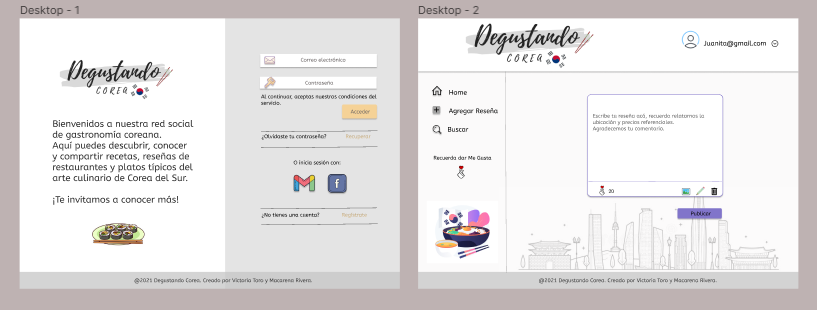 Desktop - 1
Degustando
COREA
Bienvenidos a nuestra red social
de gastronomía coreana.
Aquí puedes descubrir, conocer
y compartir recetas, reseñas de
restaurantes y platos típicos del
arte culinario de Corea del Sur.
¡Te invitamos a conocer más!
Correo electrónico
Contraseña
Al continuar, aceptas nuestras condiciones del
servicio.
Acceder
¿Olvidaste tu contraseña? Recuperar
O inicia sesión con:
¿No tienes una cuenta? Regístrate
@2021 Degustando Corea. Creado por Victoria Toro y Macarena Rivera.
Desktop - 2
Degustando
COREA
Juanita@gmail.com
Home
Agregar Reseña
Buscar
Recuerda dar Me Gusta
Escribe tu reseña acá, recuerda relatarnos la
ubicación y precios referenciales.
Agradecemos tu comentario.
20
Publicar
@2021 Degustando Corea. Creado por Victoria Toro y Macarena Rivera.